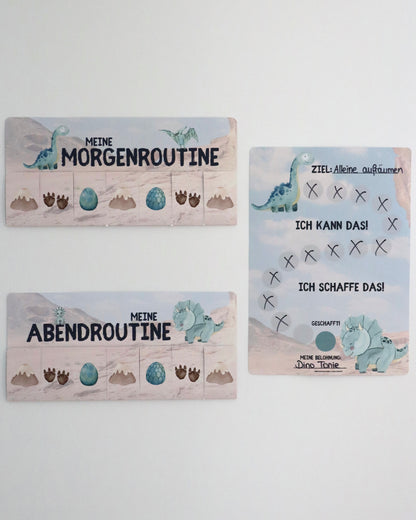 MEINE
MORGENROUTINE
MEINE
ABENDROUTINE
ZIEL: Alleine aufräumen
ICH KANN DAS!
ICH SCHAFFE DAS!
GESCHAFFT!
MEINE BELOHNUNG:
Dino Tonie